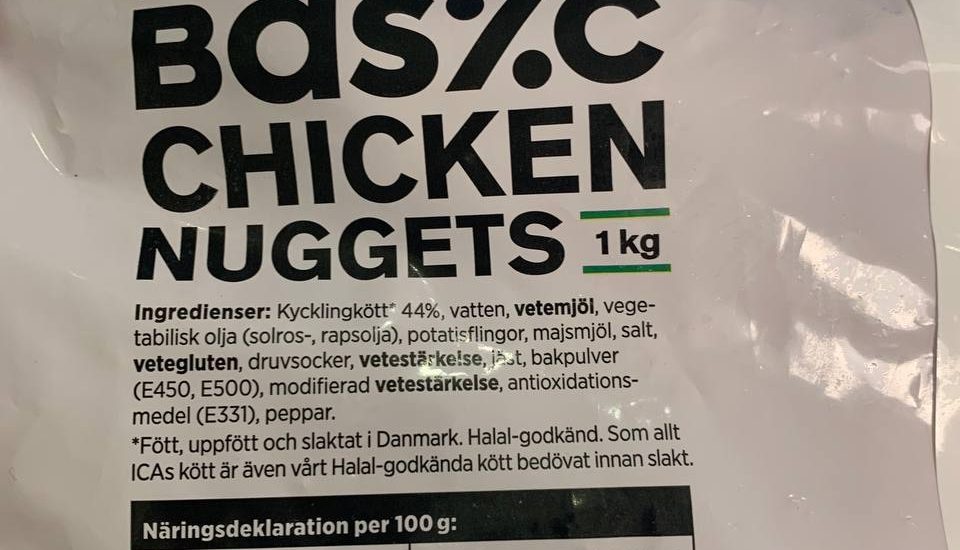 Basic
CHICKEN
NUGGETS 1 kg
Ingredienser: Kycklingkött* 44%, vatten, vetemjöl, vege-
tabilisk olja (solros-, rapsolja), potatisflingor, majsmjöl, salt,
vetegluten, druvsocker, vetestärkelse, jäst, bakpulver
(E450, E500), modifierad vetestärkelse, antioxidations-
medel (E331), peppar.
*Fött, uppfött och slaktat i Danmark. Halal-godkänd. Som allt
ICAs kött är även vårt Halal-godkända kött bedövat innan slakt.
Näringsdeklaration per 100 g: